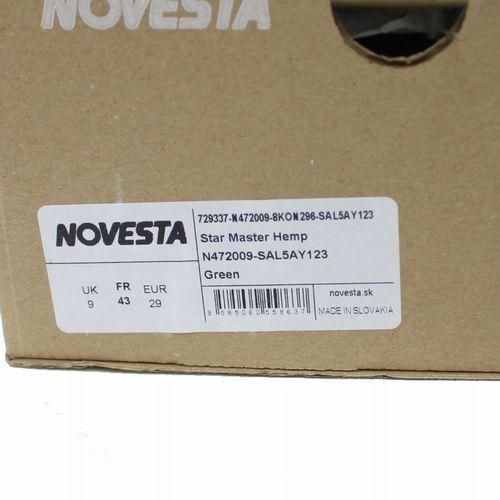 NOVESTA
729337-N472009-8KON296-SAL5AY123
NOVESTA
Star Master Hemp
N472009-SAL5AY123
Green
UK FR EUR
9 43 29
8585060558637
novesta.sk
MADE IN SLOVAKIA